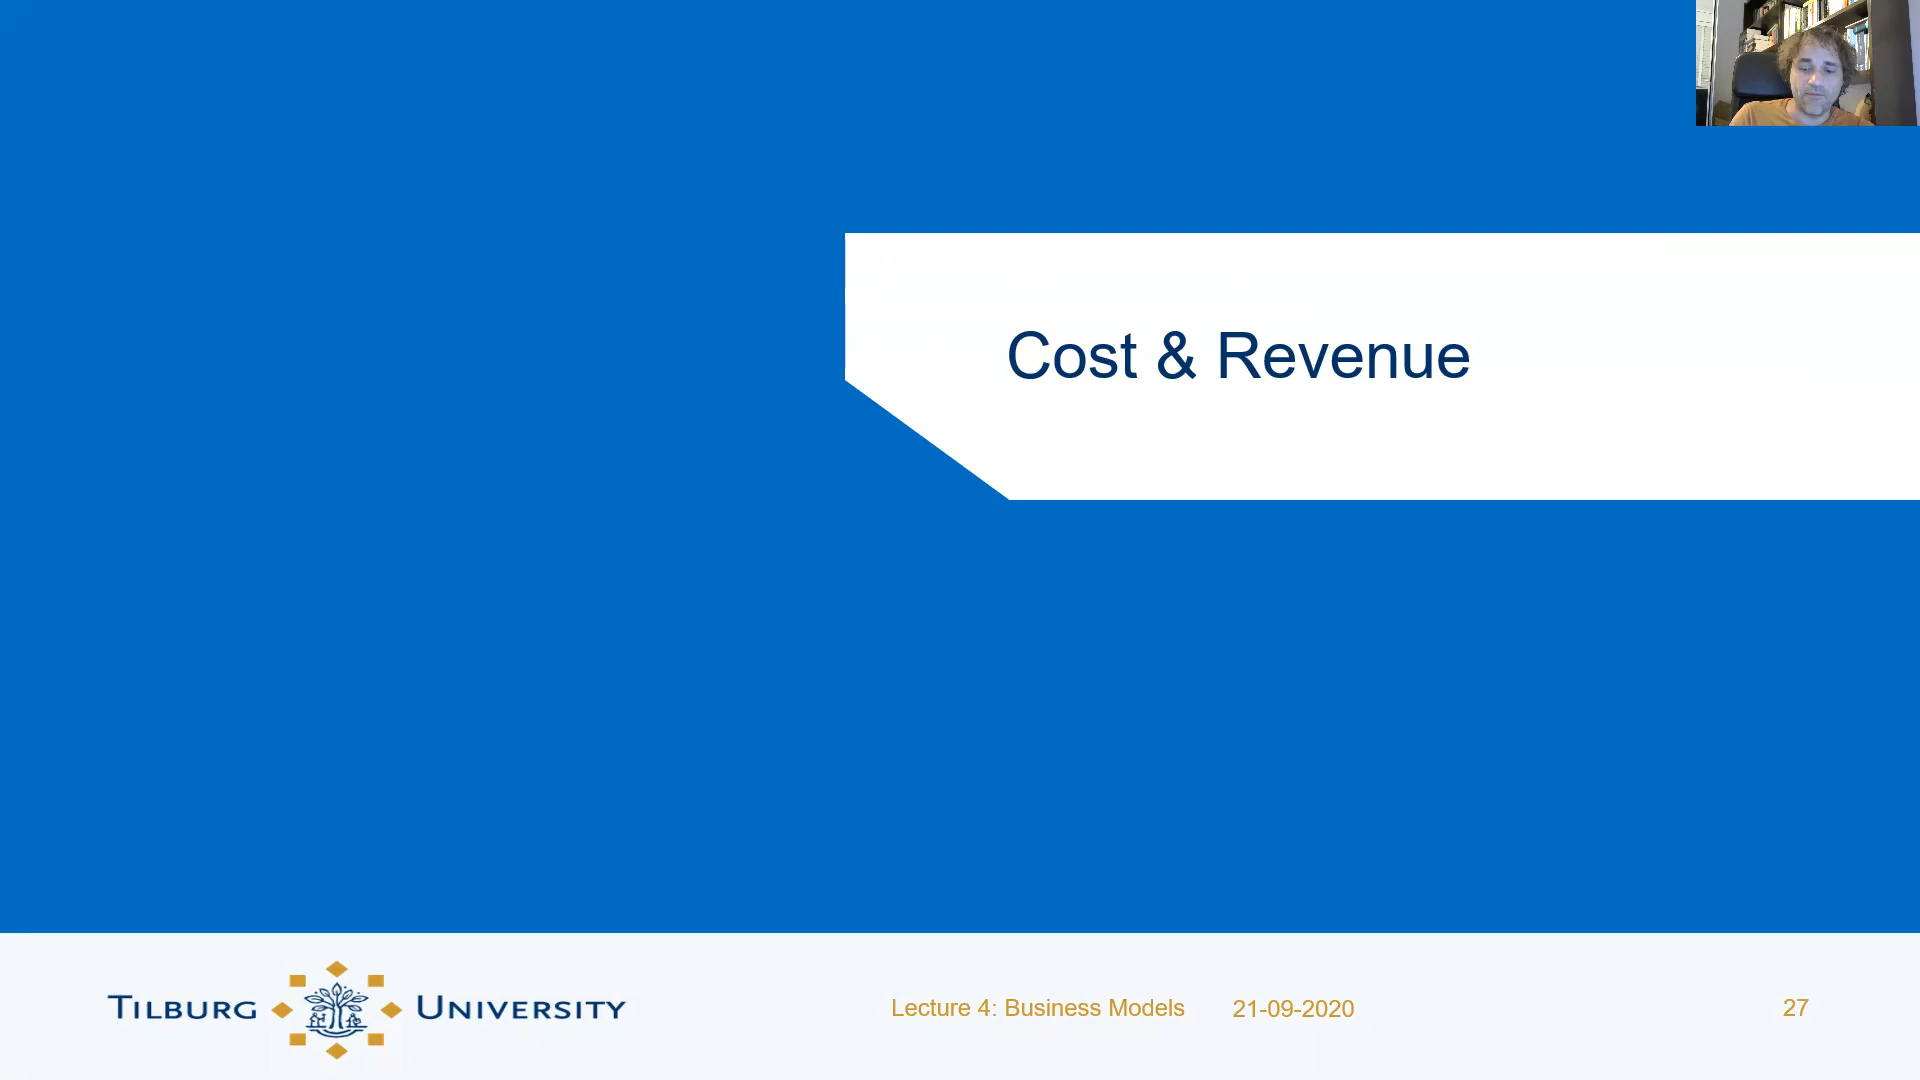 Cost & Revenue
TILBURG UNIVERSITY
Lecture 4: Business Models
21-09-2020
27